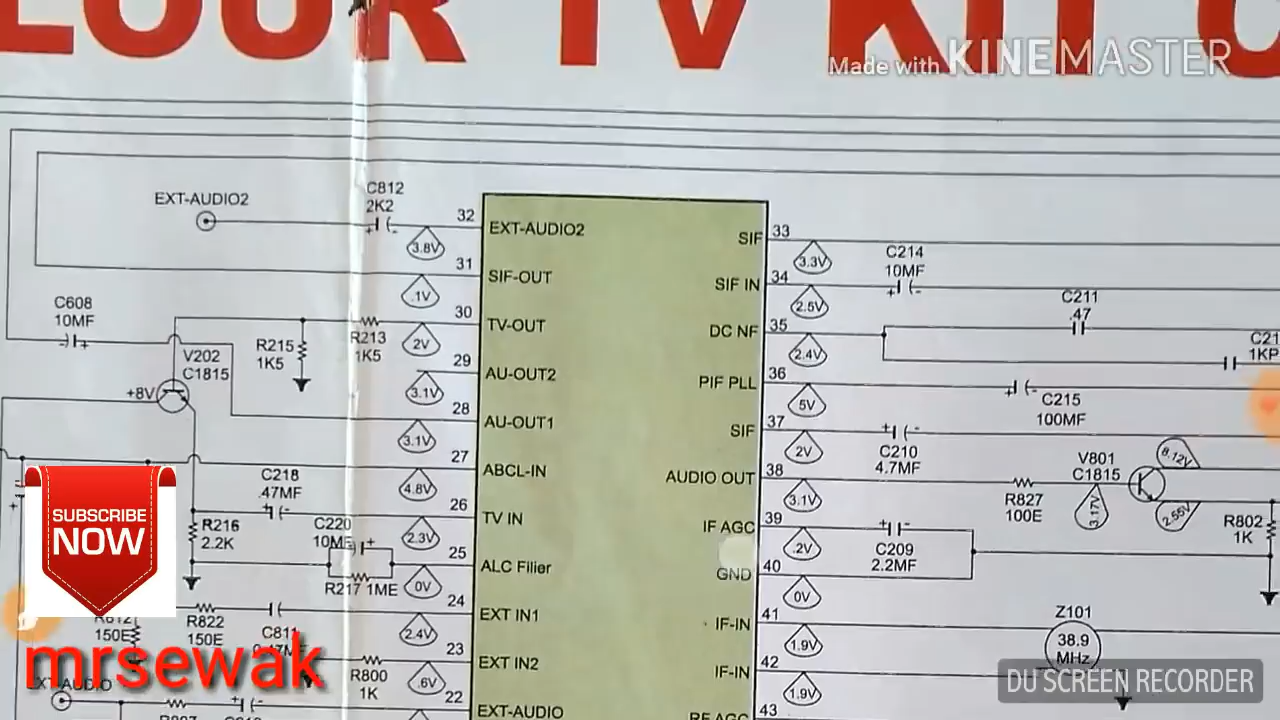 LOUR TV KIT C
Made with KINEMASTER
EXT-AUDIO2
C812
2K2
32
3.8V
EXT-AUDIO2
31
.1V
SIF-OUT
C608
10MF
30
2V
TV-OUT
R213
1K5
R215
1K5
V202
C1815
+8V
29
3.1V
AU-OUT2
28
3.1V
AU-OUT1
27
4.8V
ABCL-IN
C218
.47MF
26
2.3V
TV IN
R216
2.2K
C220
10MF
R217 1ME
25
0V
ALC Filier
24
2.4V
EXT IN1
R812
150E
R822
150E
C811
23
.6V
EXT IN2
R800
1K
22
EXT-AUDIO
EXT-AUDIO
SIF
33
3.3V
SIF IN
34
2.5V
C214
10MF
DC NF
35
2.4V
C211
.47
1KP
PIF PLL
36
5V
C215
100MF
SIF
37
2V
C210
4.7MF
AUDIO OUT
38
3.1V
R827
100E
3.17V
V801
C1815
8.12V
2.55V
R802
1K
IF AGC
39
.2V
C209
2.2MF
GND
40
0V
IF-IN
41
1.9V
Z101
38.9
MHz
IF-IN
42
1.9V
RF AGC
43
SUBSCRIBE
NOW
mrsewak
DU SCREEN RECORDER